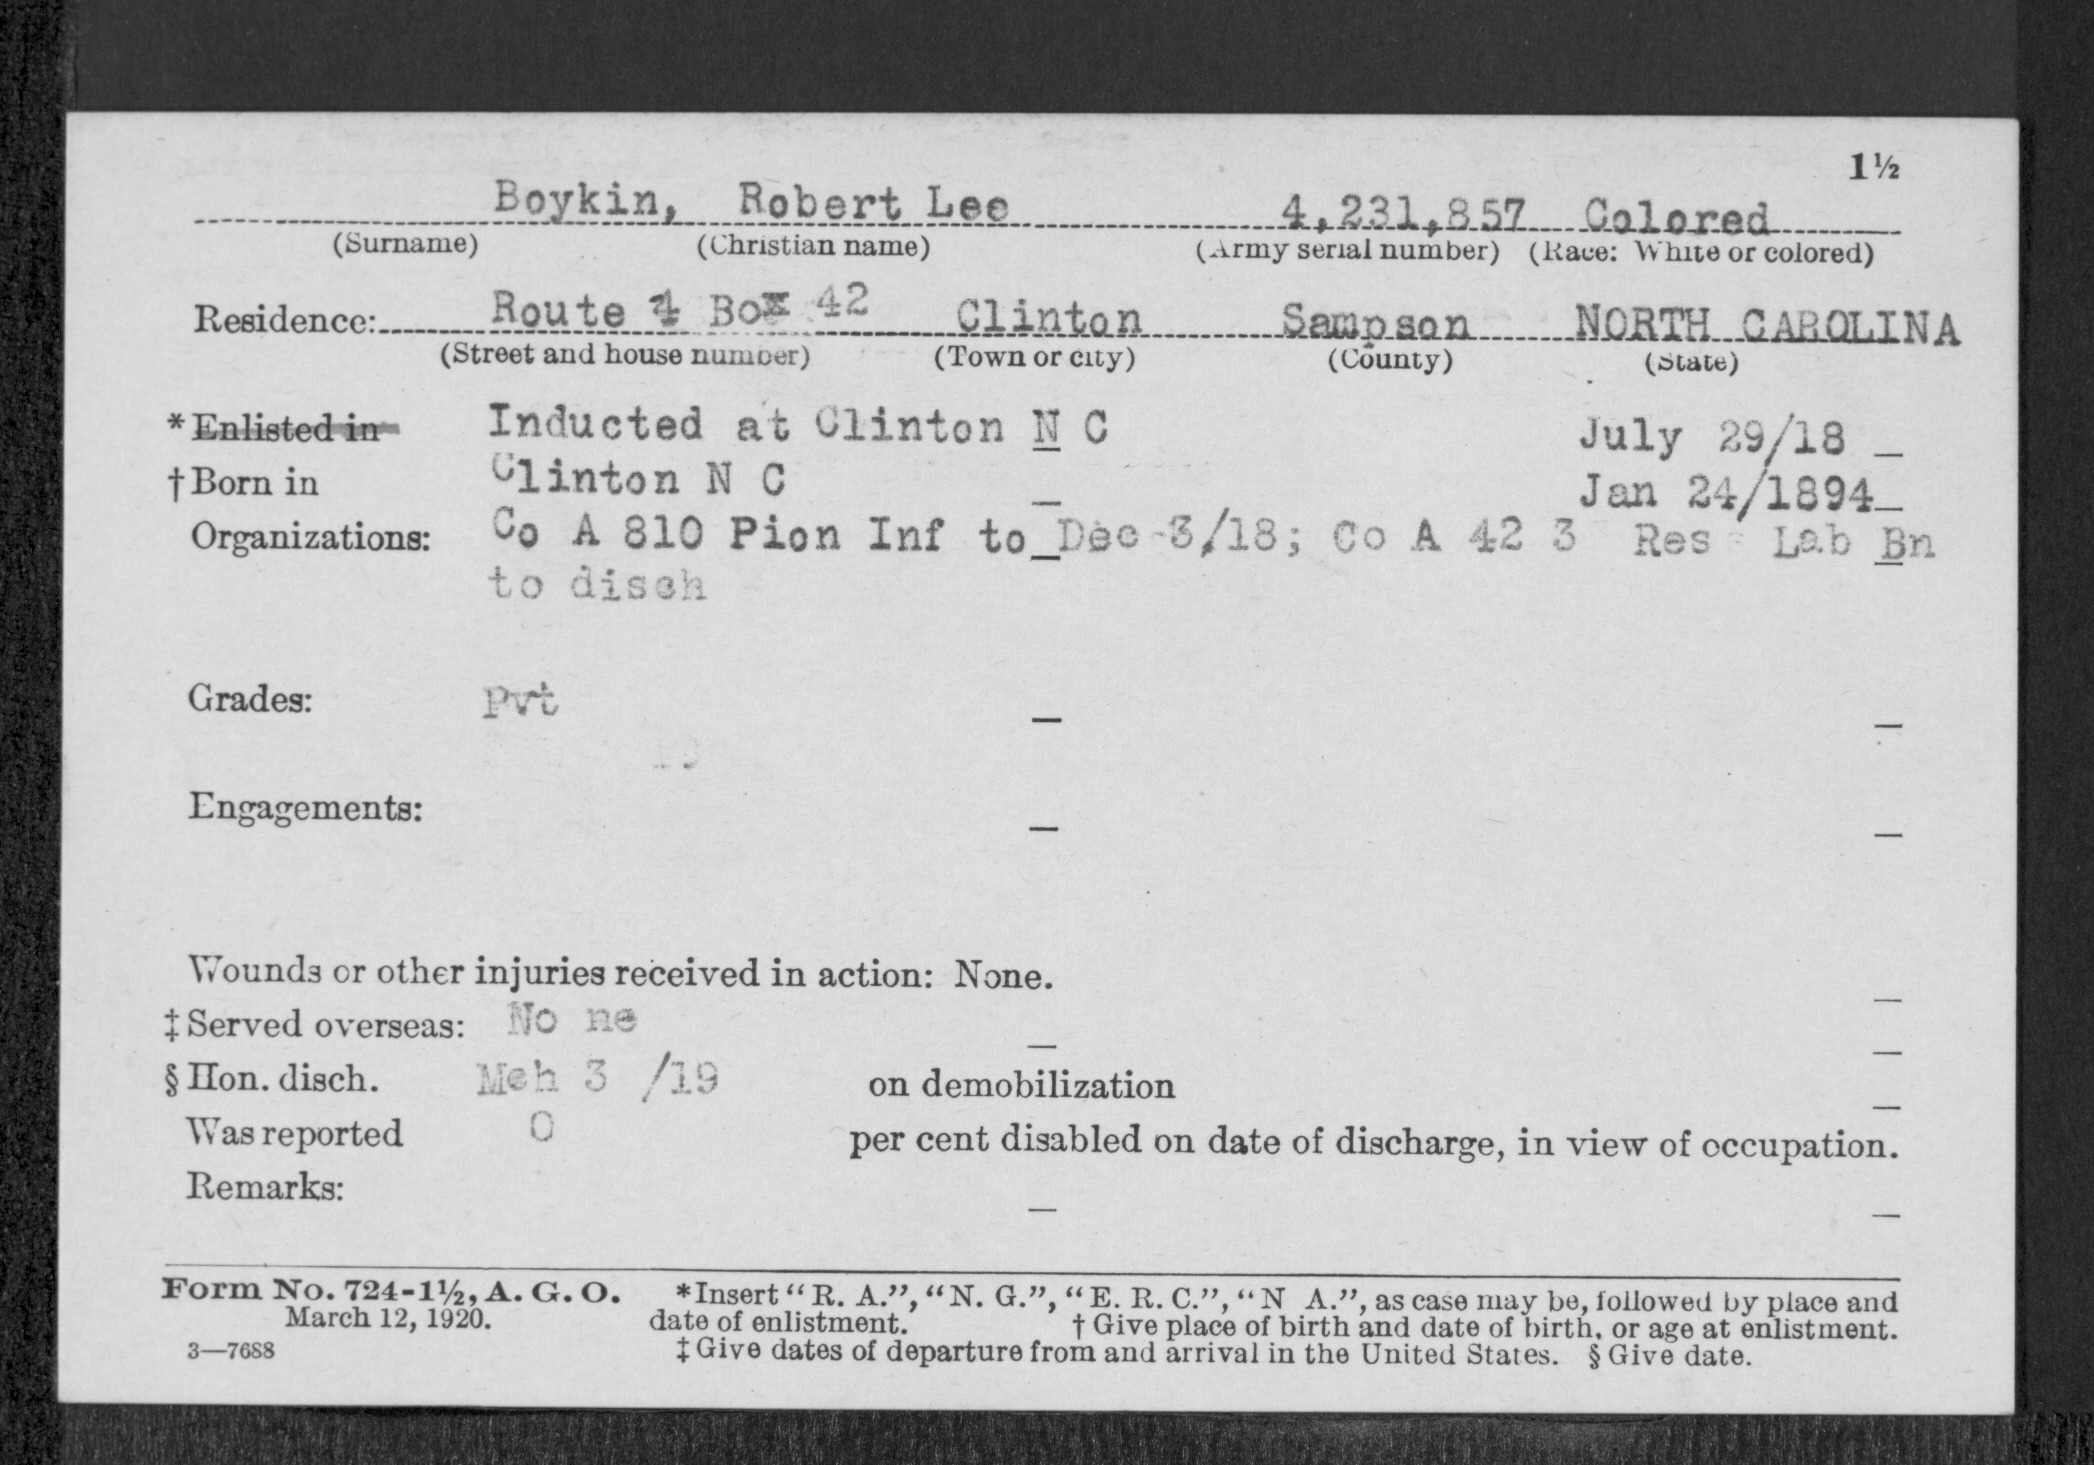 1½
Boykin, Robert Lee 4,231,857 Colored
(Surname) (Christian name) (Army serial number) (Race: White or colored)
Residence: Route 4 Box 42 Clinton Sampson NORTH CAROLINA
(Street and house number) (Town or city) (County) (State)
*Enlisted in Inducted at Clinton N C July 29/18
†Born in Clinton N C Jan 24/1894
Organizations: Co A 810 Pion Inf to Dec 3/18; Co A 42 3 Res Lab Bn
to disch
Grades: Pvt
Engagements:
Wounds or other injuries received in action: None.
‡Served overseas: No ne
§Hon. disch. Mch 3 /19 on demobilization
Was reported 0 per cent disabled on date of discharge, in view of occupation.
Remarks:
Form No. 724-1½, A. G. O. *Insert "R. A.", "N. G.", "E. R. C.", "N A.", as case may be, followed by place and
March 12, 1920. date of enlistment. †Give place of birth and date of birth, or age at enlistment.
3—7688 ‡Give dates of departure from and arrival in the United States. §Give date.